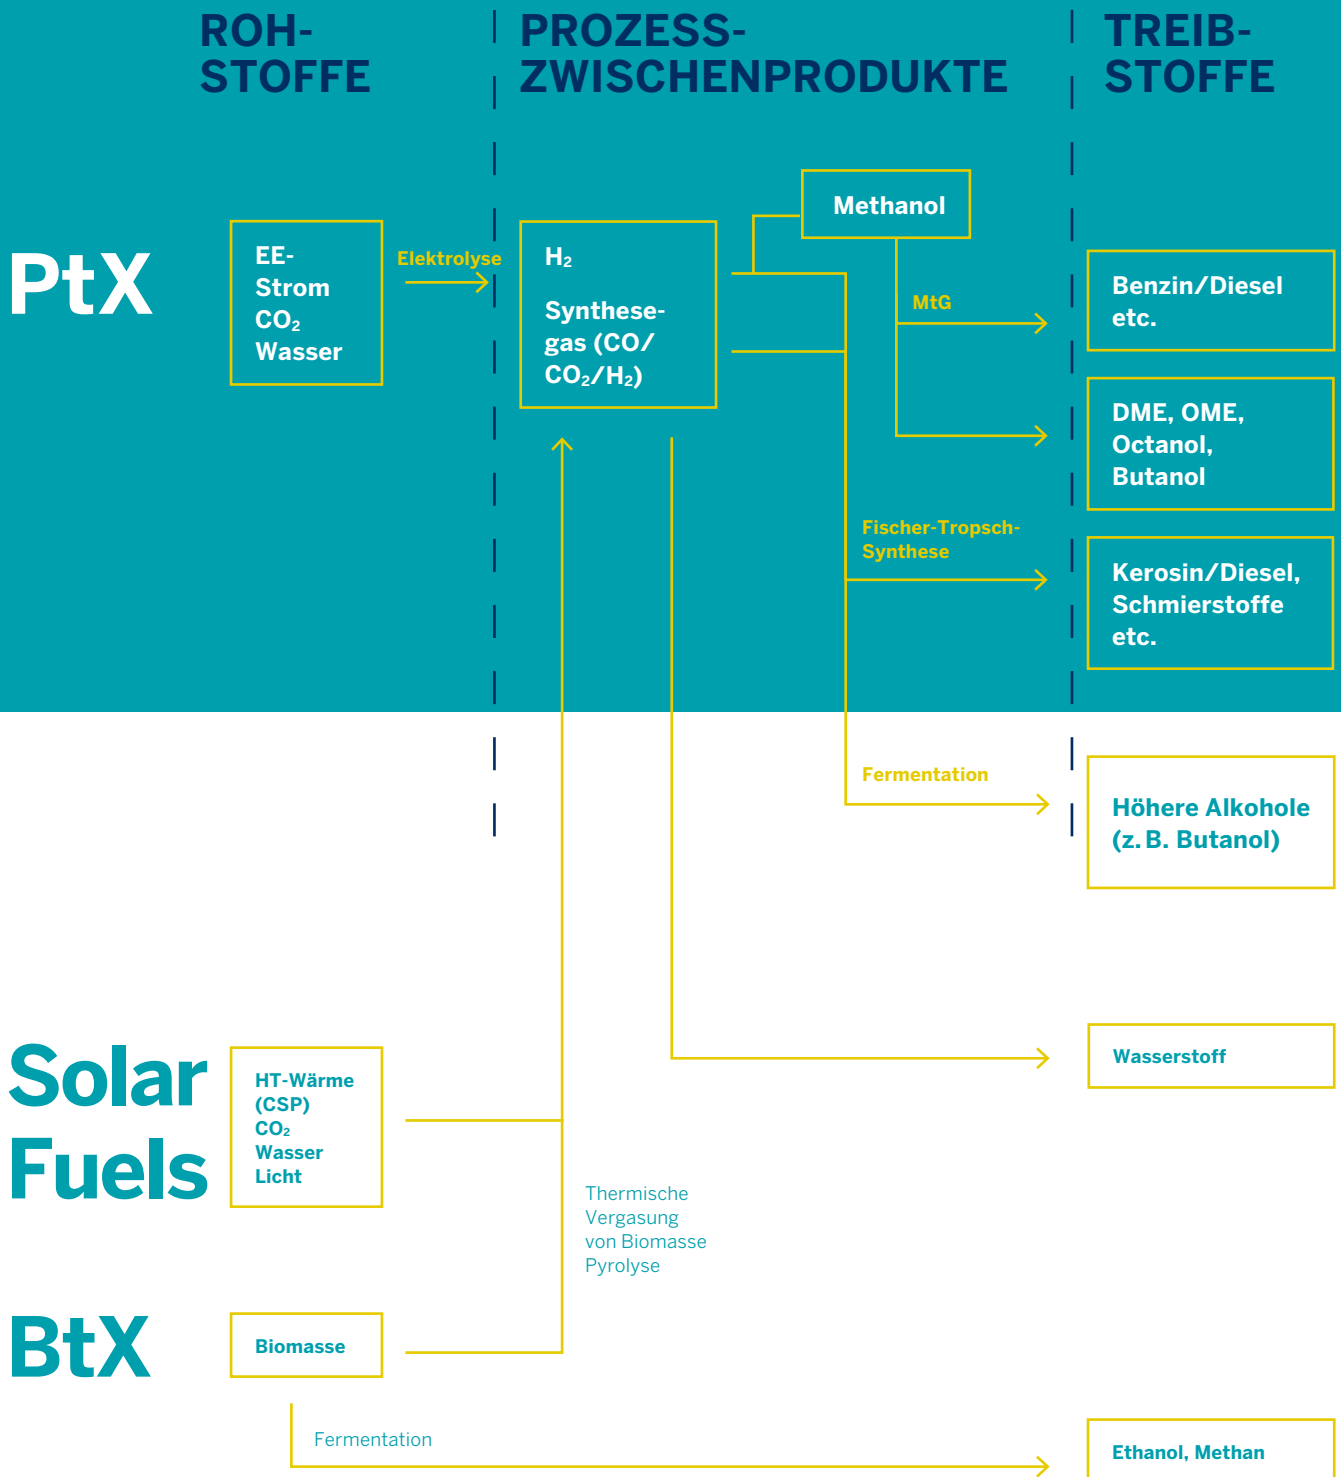 ROH-
STOFFE
PROZESS-
ZWISCHENPRODUKTE
TREIB-
STOFFE
PtX
EE-
Strom
CO₂
Wasser
Elektrolyse
H₂
Synthese-
gas (CO/
CO₂/H₂)
Methanol
MtG
Benzin/Diesel
etc.
DME, OME,
Octanol,
Butanol
Fischer-Tropsch-
Synthese
Kerosin/Diesel,
Schmierstoffe
etc.
Fermentation
Höhere Alkohole
(z. B. Butanol)
Solar
Fuels
HT-Wärme
(CSP)
CO₂
Wasser
Licht
Wasserstoff
Thermische
Vergasung
von Biomasse
Pyrolyse
BtX
Biomasse
Fermentation
Ethanol, Methan